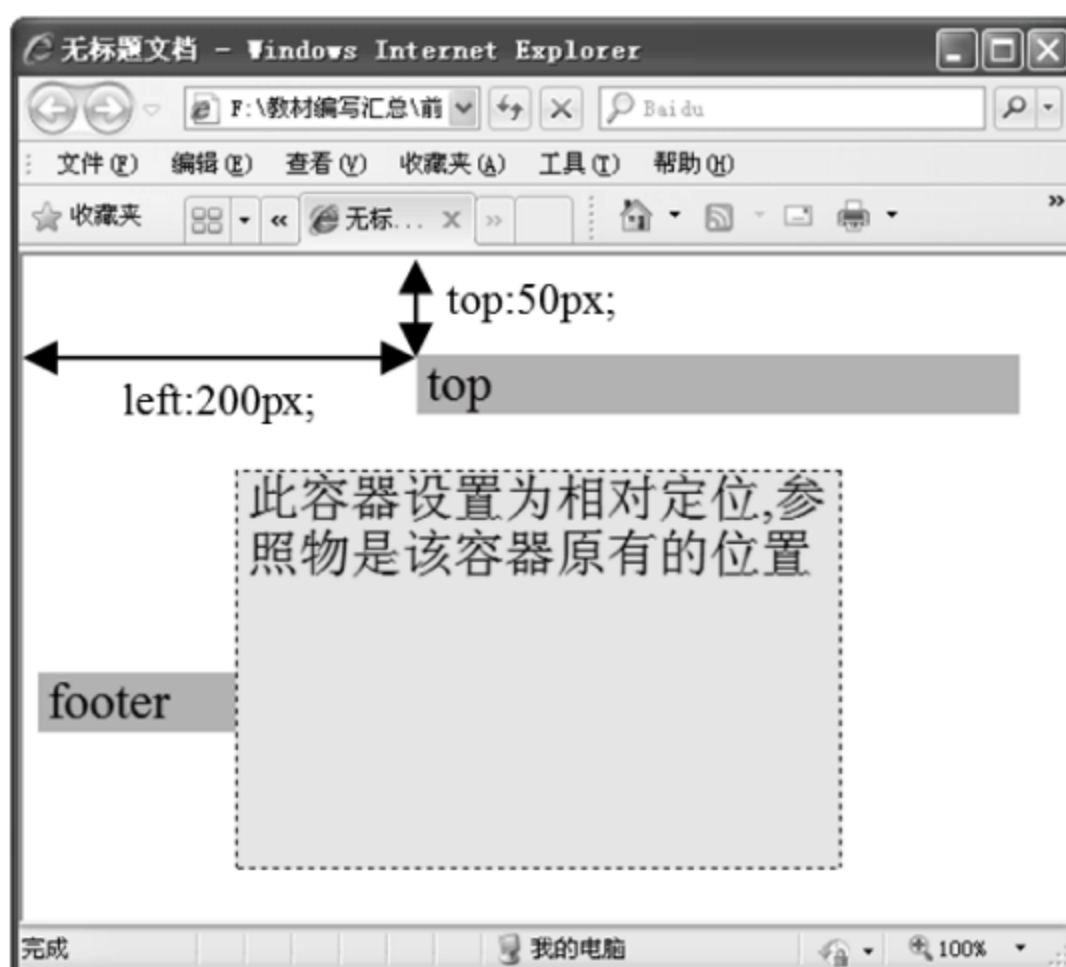 无标题文档 - Windows Internet Explorer
F:\教材编写汇总\前
Baidu
文件(F) 编辑(E) 查看(V) 收藏夹(A) 工具(T) 帮助(H)
收藏夹
«
无标...
»
»
top:50px;
left:200px;
top
此容器设置为相对定位,参
照物是该容器原有的位置
footer
完成
我的电脑
100%